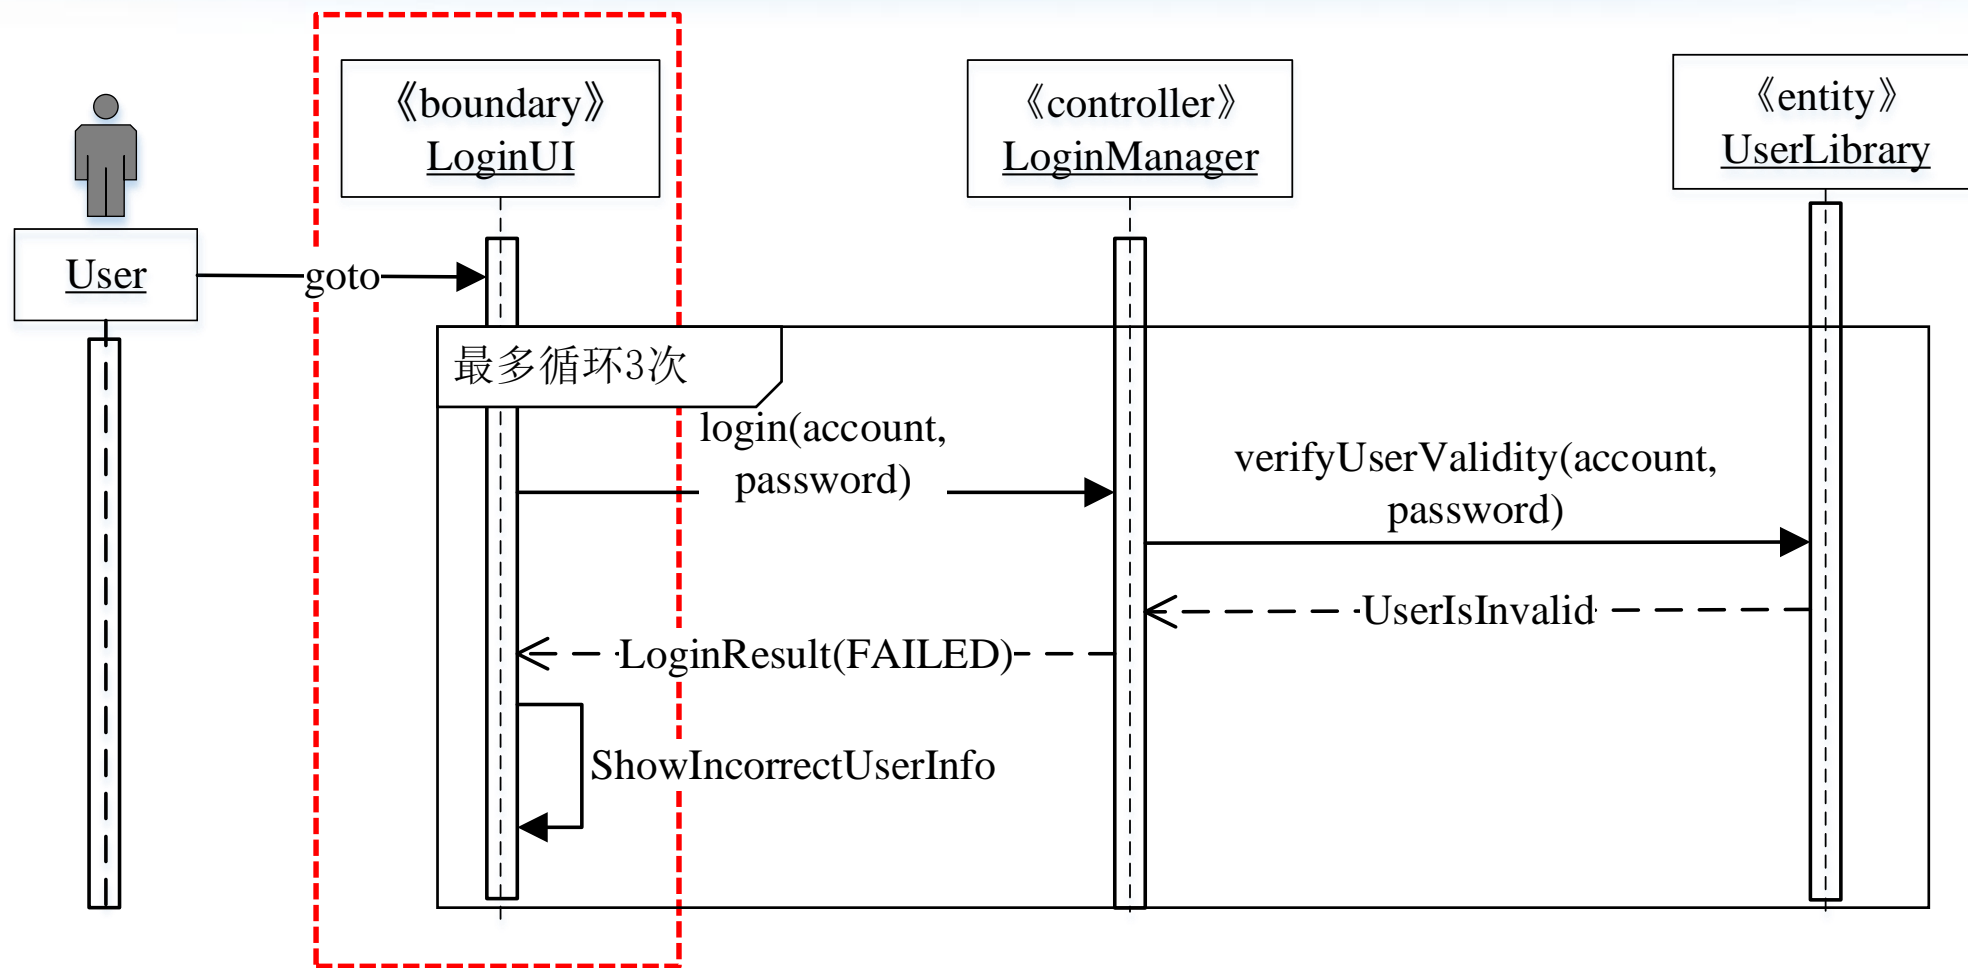 《boundary》
LoginUI
《controller》
LoginManager
《entity》
UserLibrary
User
goto
最多循环3次
login(account,
password)
verifyUserValidity(account,
password)
UserIsInvalid
LoginResult(FAILED)
ShowIncorrectUserInfo